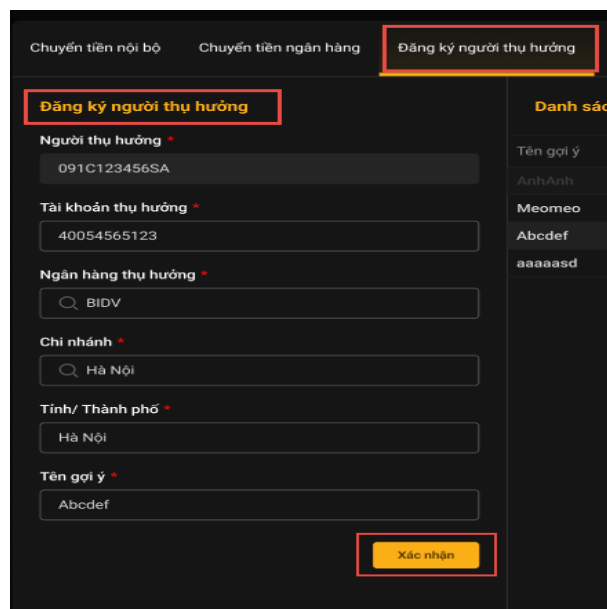 Chuyển tiền nội bộ
Chuyển tiền ngân hàng
Đăng ký người thụ hưởng
Đăng ký người thụ hưởng
Người thụ hưởng *
091C123456SA
Tài khoản thụ hưởng *
40054565123
Ngân hàng thụ hưởng *
BIDV
Chi nhánh *
Hà Nội
Tỉnh/ Thành phố *
Hà Nội
Tên gợi ý *
Abcdef
Xác nhận
Danh sác
Tên gợi ý
AnhAnh
Meomeo
Abcdef
aaaaasd